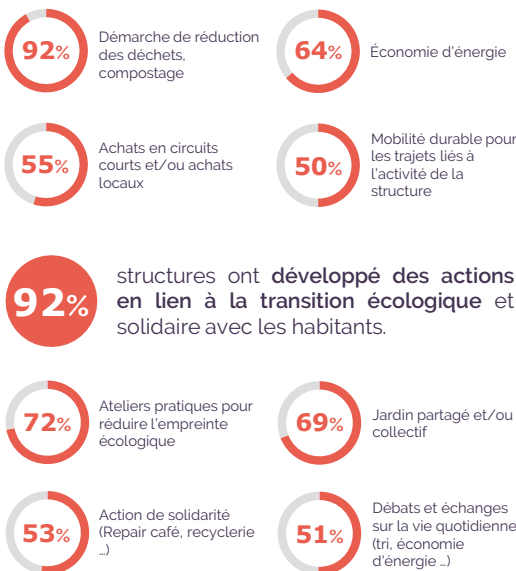 92%
Démarche de réduction
des déchets,
compostage
64%
Économie d'énergie
55%
Achats en circuits
courts et/ou achats
locaux
50%
Mobilité durable pour
les trajets liés à
l'activité de la
structure
92%
structures ont développé des actions
en lien à la transition écologique et
solidaire avec les habitants.
72%
Ateliers pratiques pour
réduire l'empreinte
écologique
69%
Jardin partagé et/ou
collectif
53%
Action de solidarité
(Repair café, recyclerie
…)
51%
Débats et échanges
sur la vie quotidienne
(tri, économie
d'énergie …)